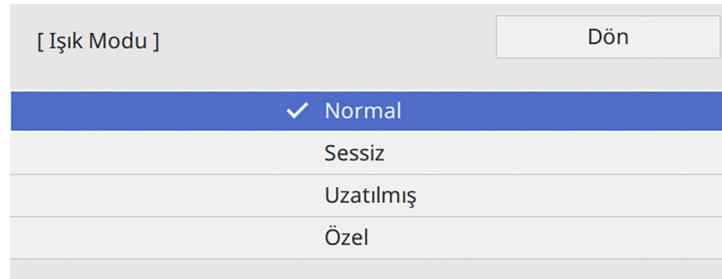 [ Işık Modu ]
Dön
Normal
Sessiz
Uzatılmış
Özel